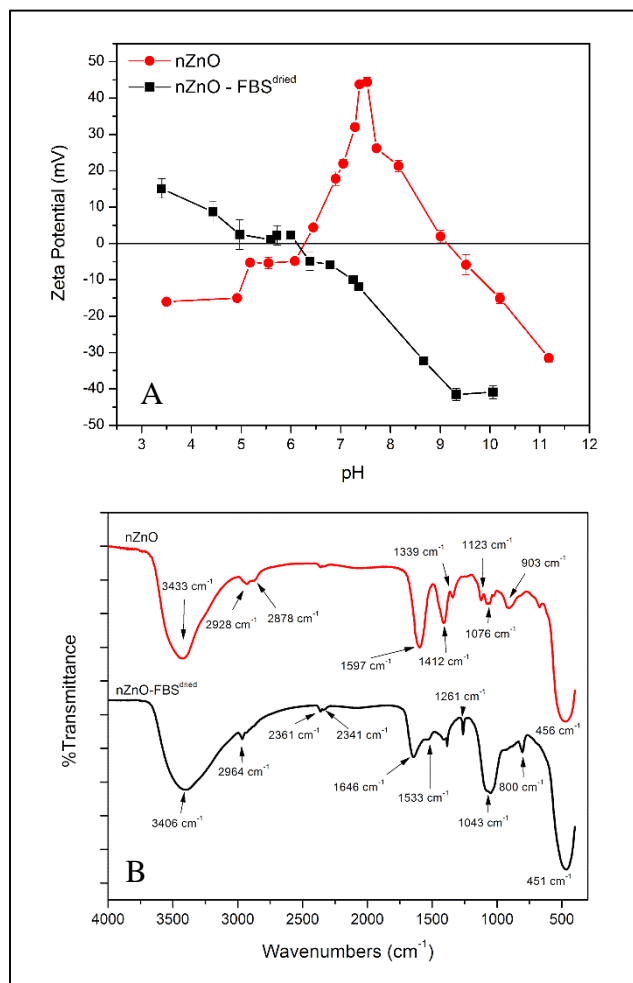 nZnO
nZnO - FBSdried
50
40
30
20
10
0
-10
-20
-30
-40
-50
Zeta Potential (mV)
A
3 4 5 6 7 8 9 10 11 12
pH
nZnO
3433 cm-1
2928 cm-1
2878 cm-1
1339 cm-1
1123 cm-1
903 cm-1
1597 cm-1
1412 cm-1
1076 cm-1
456 cm-1
nZnO-FBSdried
2964 cm-1
3406 cm-1
2361 cm-1
2341 cm-1
1261 cm-1
1646 cm-1
1533 cm-1
1043 cm-1
800 cm-1
451 cm-1
%Transmittance
B
4000 3500 3000 2500 2000 1500 1000 500
Wavenumbers (cm-1)